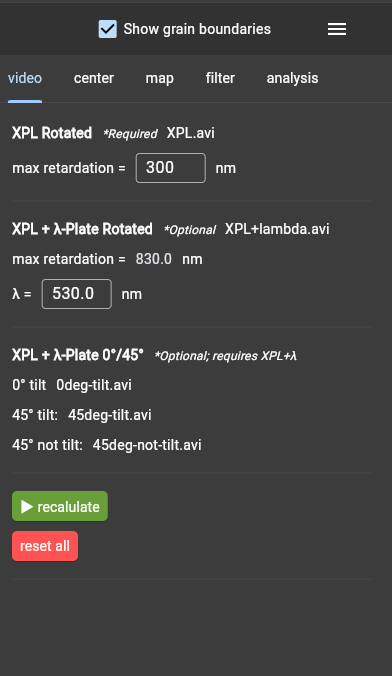 Show grain boundaries
video center map filter analysis
XPL Rotated *Required XPL.avi
max retardation = 300 nm
XPL + λ-Plate Rotated *Optional XPL+lambda.avi
max retardation = 830.0 nm
λ = 530.0 nm
XPL + λ-Plate 0°/45° *Optional; requires XPL+λ
0° tilt 0deg-tilt.avi
45° tilt: 45deg-tilt.avi
45° not tilt: 45deg-not-tilt.avi
recalulate
reset all